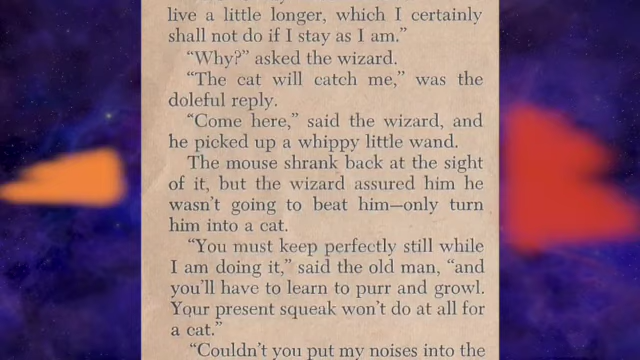 live a little longer, which I certainly
shall not do if I stay as I am.”
“Why?” asked the wizard.
“The cat will catch me,” was the
doleful reply.
“Come here,” said the wizard, and
he picked up a whippy little wand.
The mouse shrank back at the sight
of it, but the wizard assured him he
wasn’t going to beat him—only turn
him into a cat.
“You must keep perfectly still while
I am doing it,” said the old man, “and
you’ll have to learn to purr and growl.
Your present squeak won’t do at all for
a cat.”
“Couldn’t you put my noises into the